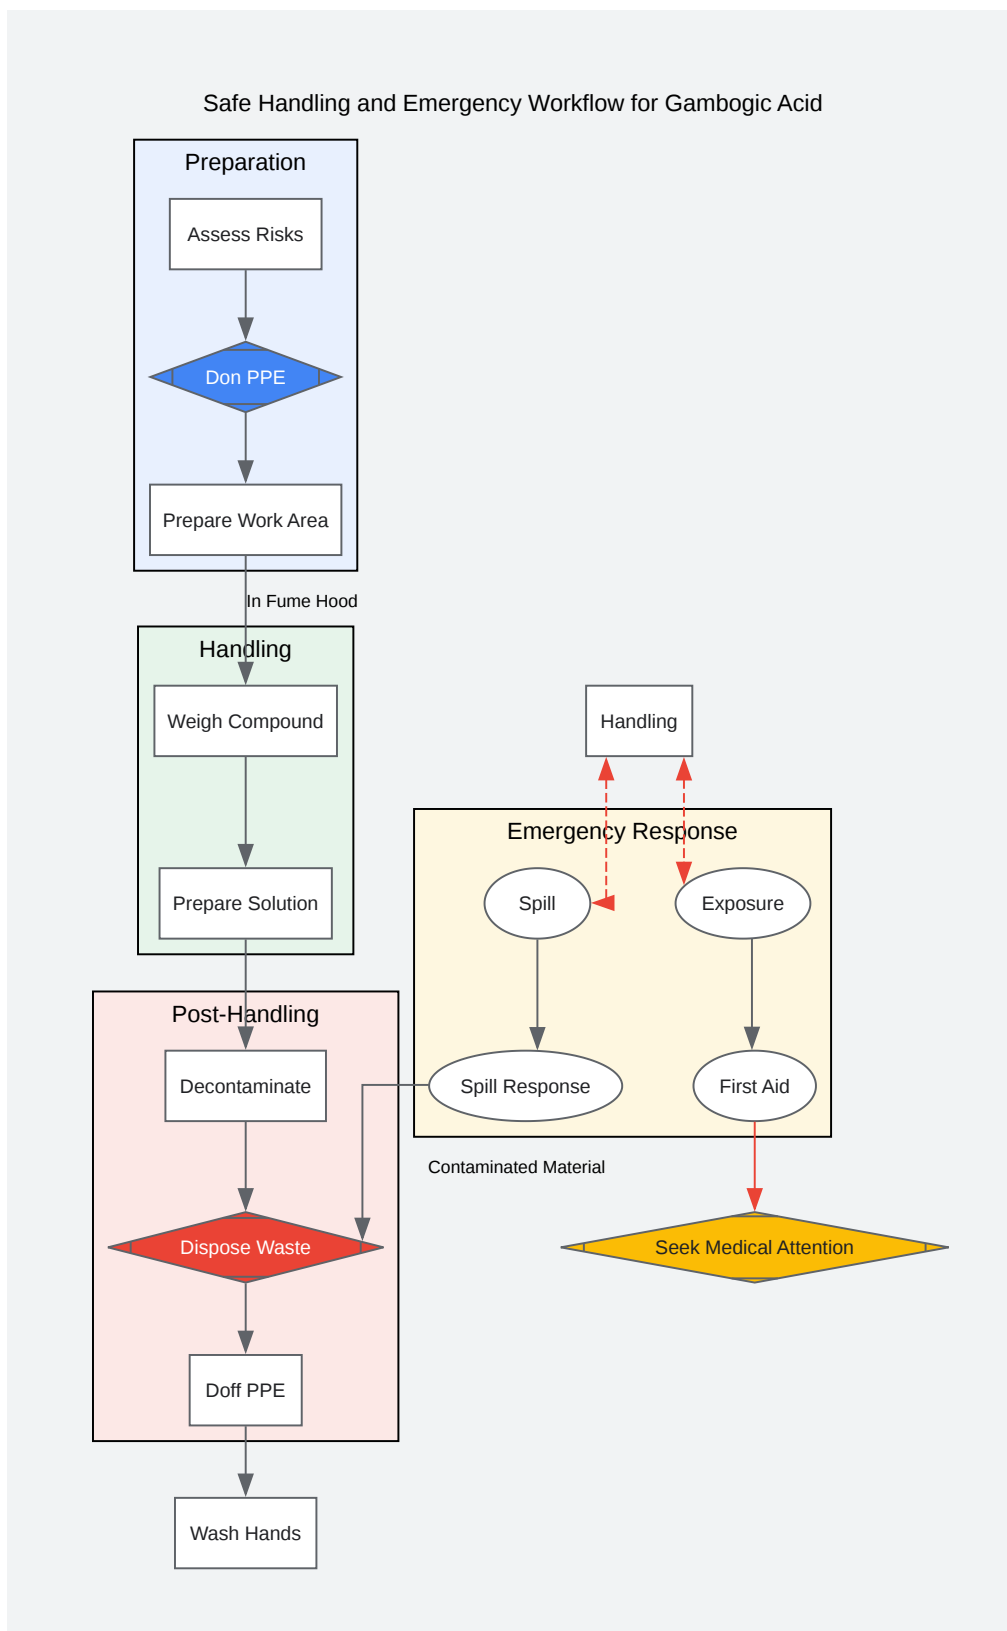 Safe Handling and Emergency Workflow for Gambogic Acid
Preparation
Assess Risks
Don PPE
Prepare Work Area
In Fume Hood
Handling
Weigh Compound
Prepare Solution
Handling
Emergency Response
Spill
Exposure
Spill Response
First Aid
Contaminated Material
Seek Medical Attention
Post-Handling
Decontaminate
Dispose Waste
Doff PPE
Wash Hands